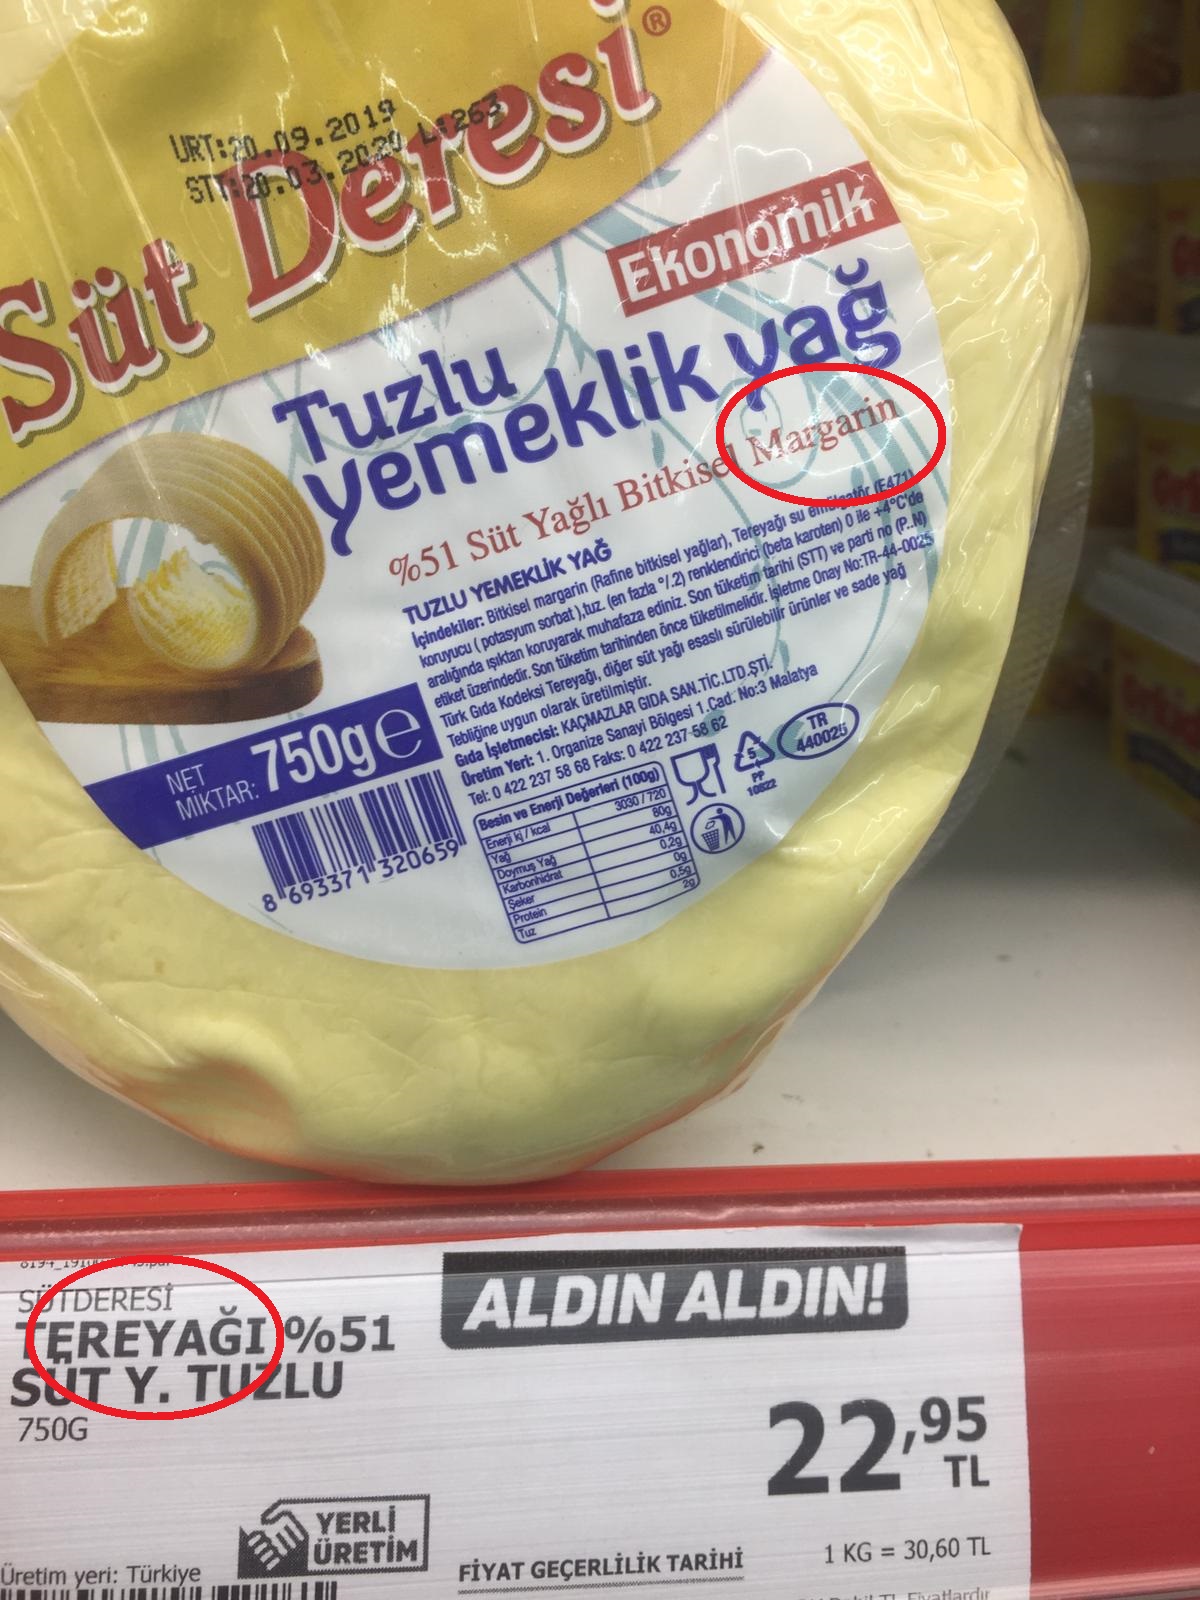 Süt Deresi®
ÜRT:20.09.2019
STT:20.03.2020 L:263
Ekonomik
Tuzlu
yemeklik yağ
%51 Süt Yağlı Bitkisel Margarin
TUZLU YEMEKLİK YAĞ
İçindekiler: Bitkisel margarin (Rafine bitkisel yağlar), Tereyağı su emülgatör (E471)
koruyucu ( potasyum sorbat ),tuz. (en fazla °/.2) renklendirici (beta karoten) 0 ile +4°C'de
aralığında ışıktan koruyarak muhafaza ediniz. Son tüketim tarihi (STT) ve parti no (P..N)
etiket üzerindedir. Son tüketim tarihinden önce tüketilmelidir. İşletme Onay No:TR-44-0025
Türk Gıda Kodeksi Tereyağı, diğer süt yağı esaslı sürülebilir ürünler ve sade yağ
Tebliğine uygun olarak üretilmiştir.
Gıda İşletmecisi: KAÇMAZLAR GIDA SAN.TİC.LTD.ŞTİ.
Üretim Yeri: 1. Organize Sanayi Bölgesi 1.Cad. No:3 Malatya
Tel: 0 422 237 58 68 Faks: 0 422 237 58 62
NET
MİKTAR: 750g e
8 693371 320659
Besin ve Enerji Değerleri (100g)
Enerji kj / kcal 3030 / 720
Yağ 80g
Doymuş Yağ 40,4g
Karbonhidrat 0,2g
Şeker 0g
Protein 0,5g
Tuz 2g
5
PP
10822
TR
440025
SÜTDERESİ
TEREYAĞI %51
SÜT Y. TUZLU
750G
ALDIN ALDIN!
22,95
TL
YERLİ
ÜRETİM
1 KG = 30,60 TL
Üretim yeri: Türkiye
FİYAT GEÇERLİLİK TARİHİ